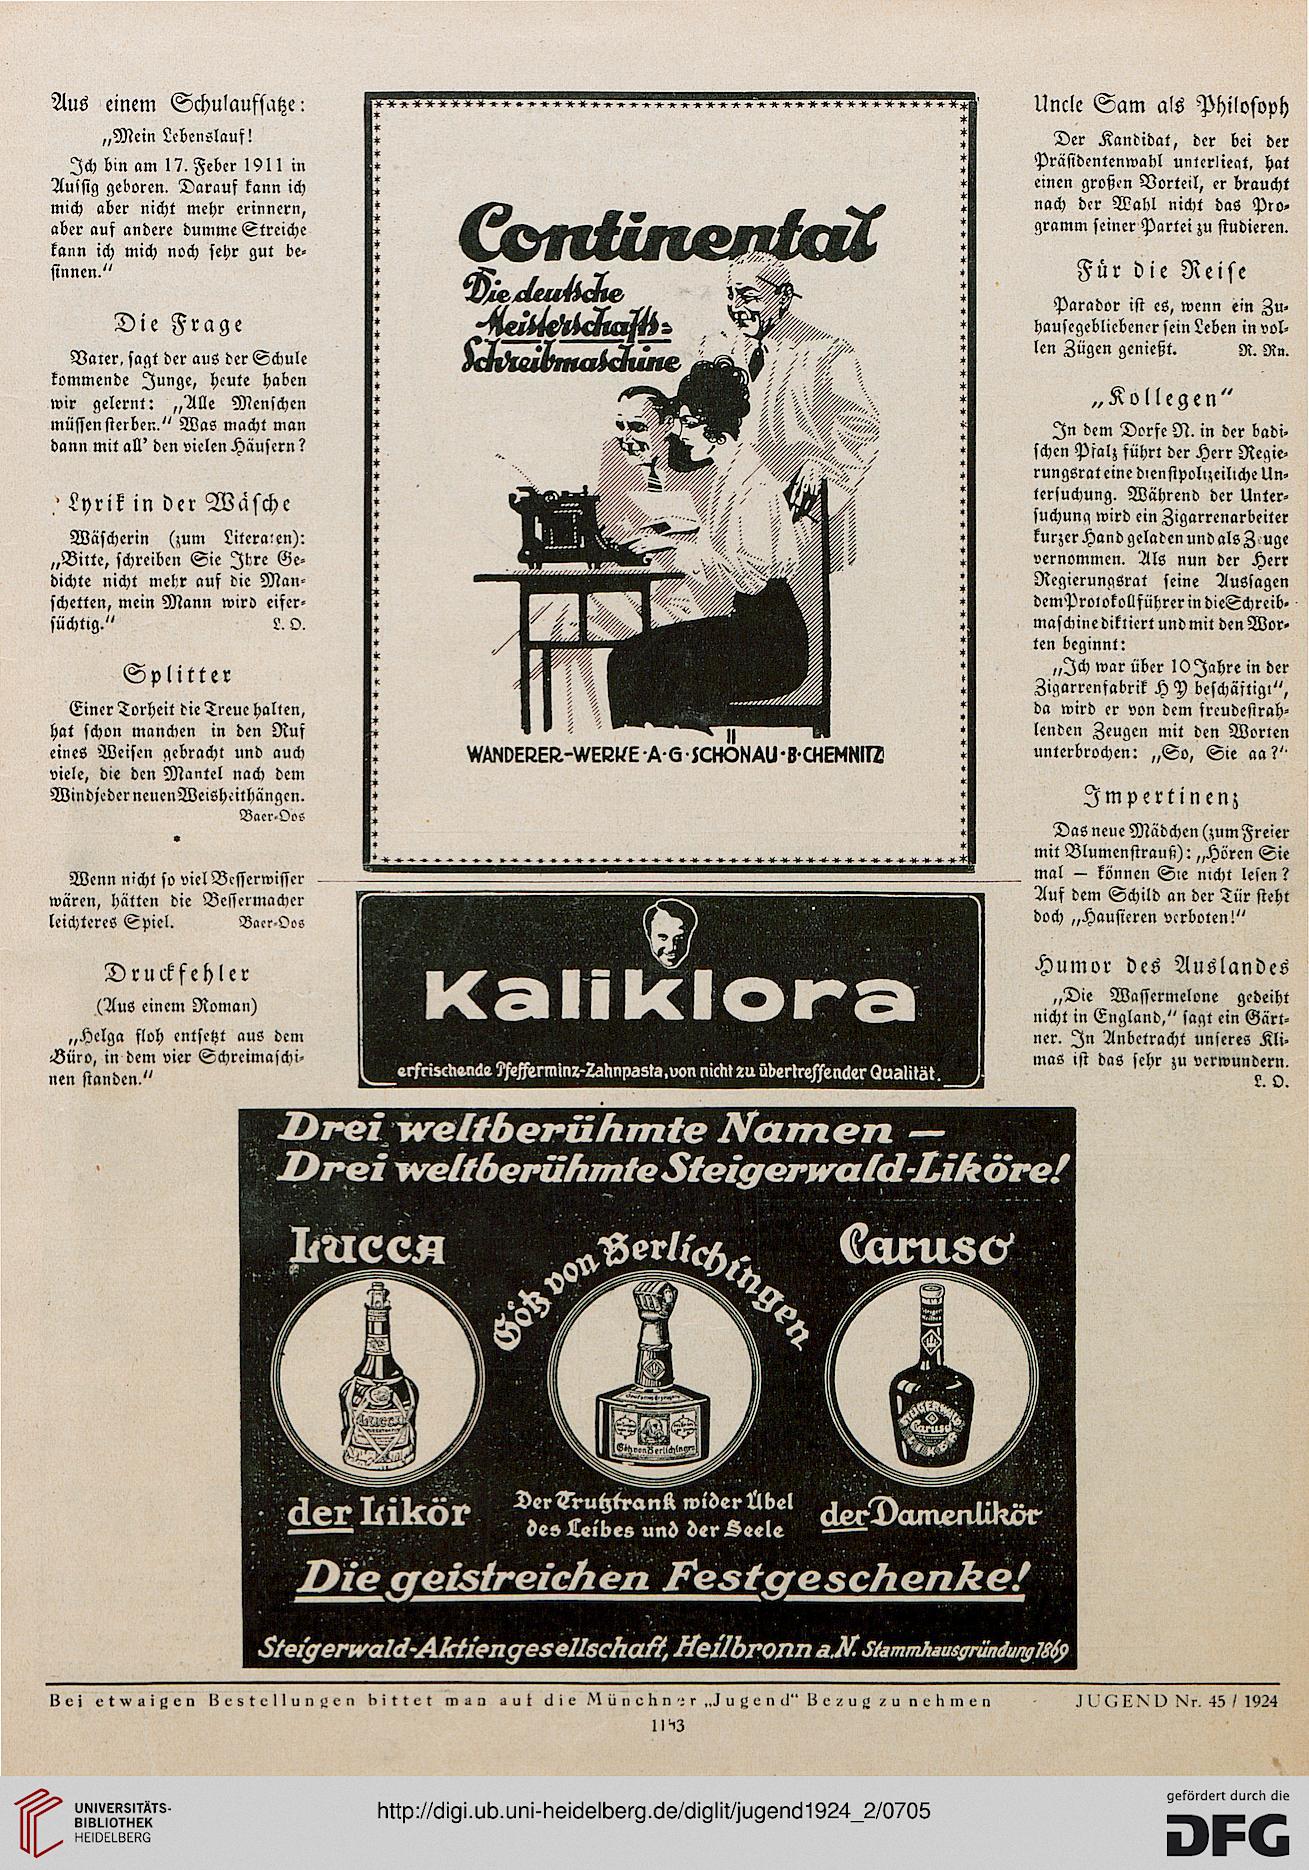 Aus einem Schulaufsatze:
„Mein Lebenslauf!
Ich bin am 17. Feber 1911 in
Aussig geboren. Darauf kann ich
mich aber nicht mehr erinnern,
aber auf andere dumme Streiche
kann ich mich noch sehr gut be-
sinnen."
Die Frage
Vater, sagt der aus der Schule
kommende Junge, heute haben
wir gelernt: „Alle Menschen
müssen sterben." Was macht man
dann mit all' den vielen Häusern?
Lyrik in der Wäsche
Wäscherin (zum Literaten):
„Bitte, schreiben Sie Ihre Ge-
dichte nicht mehr auf die Man-
schetten, mein Mann wird eifer-
süchtig." L. O.
Splitter
Einer Torheit die Treue halten,
hat schon manchen in den Ruf
eines Weisen gebracht und auch
viele, die den Mantel nach dem
Wind jeder neuen Weisheit hängen.
Baer-Oos
*
Wenn nicht so viel Besserwisser
wären, hätten die Bessermacher
leichteres Spiel. Baer-Oos
Druckfehler
(Aus einem Roman)
„Helga floh entsetzt aus dem
Büro, in dem vier Schreimaschi-
nen standen."
Continental
Die deutsche
Meisterschafts-
Schreibmaschine
WANDERER-WERKE·A·G·SCHÖNAU·B·CHEMNITZ
Kaliklora
erfrischende Pfefferminz-Zahnpasta, von nicht zu übertreffender Qualität.
Uncle Sam als Philosoph
Der Kandidat, der bei der
Präsidentenwahl unterliegt, hat
einen großen Vorteil, er braucht
nach der Wahl nicht das Pro-
gramm seiner Partei zu studieren.
Für die Reise
Parador ist es, wenn ein Zu-
hausegebliebener sein Leben in vol-
len Zügen genießt. R. Rn.
„Kollegen"
In dem Dorfe N. in der badi-
schen Pfalz führt der Herr Regie-
rungsrat eine dienstpolizeiliche Un-
tersuchung. Während der Unter-
suchung wird ein Zigarrenarbeiter
kurzer Hand geladen und als Zeuge
vernommen. Als nun der Herr
Regierungsrat seine Aussagen
dem Protokollführer in die Schreib-
maschine diktiert und mit den Wor-
ten beginnt:
„Ich war über 10 Jahre in der
Zigarrenfabrik H Y beschäftigt",
da wird er von dem freudestrah-
lenden Zeugen mit den Worten
unterbrochen: „So, Sie aa?"
Impertinenz
Das neue Mädchen (zum Freier
mit Blumenstrauß): „Hören Sie
mal — können Sie nicht lesen?
Auf dem Schild an der Tür steht
doch „Hausieren verboten!"
Humor des Auslandes
„Die Wassermelone gedeiht
nicht in England," sagt ein Gärt-
ner. In Anbetracht unseres Kli-
mas ist das sehr zu verwundern.
L. O.
Drei weltberühmte Namen —
Drei weltberühmte Steigerwald-Liköre!
Lucca
Götz von Berlichingen
Caruso
LUCCA
Götz von Berlichingen
STEIGERWALD
Caruso
LIKÖR
der Likör
Der Trutztrank wider Übel
des Leibes und der Seele
der Damenlikör
Die geistreichen Festgeschenke!
Steigerwald-Aktiengesellschaft, Heilbronn a.N. Stammhausgründung 1869
Bei etwaigen Bestellungen bittet man auf die Münchner „Jugend" Bezug zu nehmen
JUGEND Nr. 45 / 1924
1143
UNIVERSITÄTS-
BIBLIOTHEK
HEIDELBERG
http://digi.ub.uni-heidelberg.de/diglit/jugend1924_2/0705
gefördert durch die
DFG